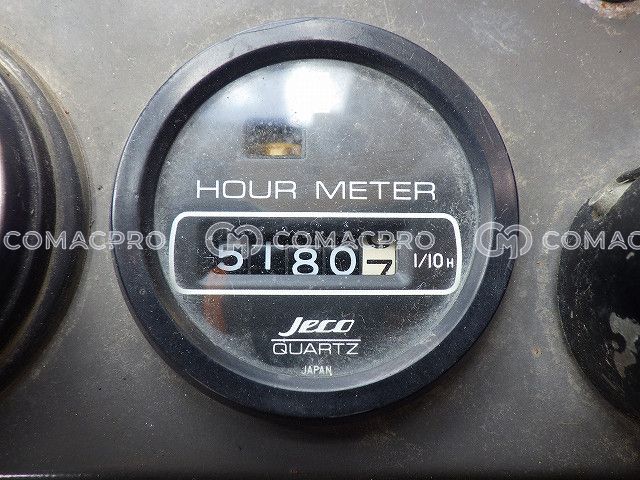 HOUR METER
51807 1/10H
Jeco
QUARTZ
JAPAN
COMACPRO COMACPRO COMACPRO